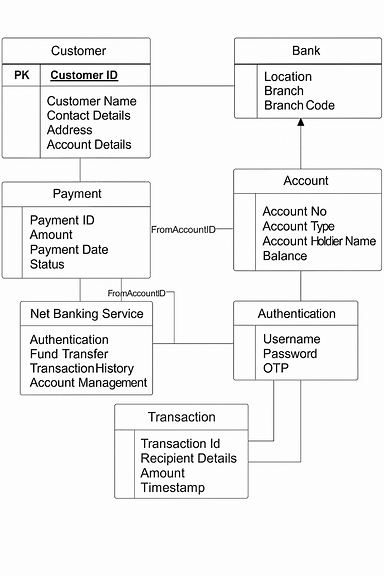 Customer
PK Customer ID
Customer Name
Contact Details
Address
Account Details
Bank
Location
Branch
Branch Code
Payment
Payment ID
Amount
Payment Date
Status
FromAccountID
Account
Account No
Account Type
Account Holdier Name
Balance
FromAccountID
Net Banking Service
Authentication
Fund Transfer
TransactionHistory
Account Management
Authentication
Username
Password
OTP
Transaction
Transaction Id
Recipient Details
Amount
Timestamp